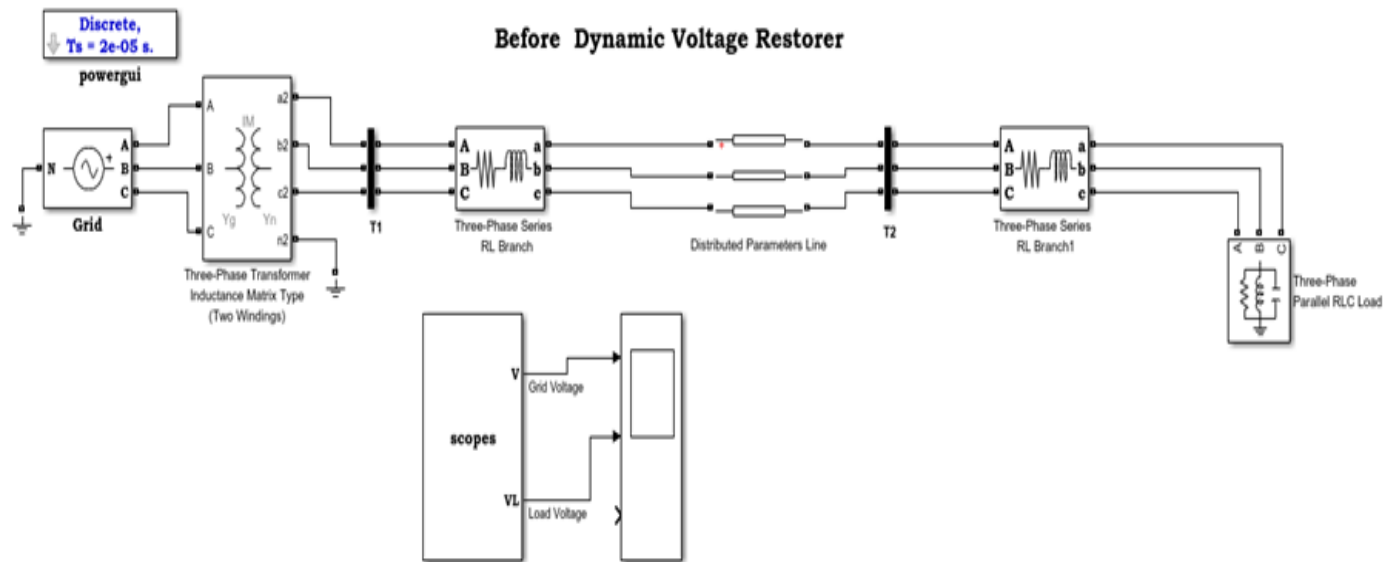 Discrete,
Ts = 2e-05 s.
powergui
Before Dynamic Voltage Restorer
N
+
A
B
C
Grid
A
B
C
IM
Yg
Yn
a2
b2
c2
n2
Three-Phase Transformer
Inductance Matrix Type
(Two Windings)
T1
A
B
C
a
b
c
Three-Phase Series
RL Branch
Distributed Parameters Line
T2
A
B
C
a
b
c
Three-Phase Series
RL Branch1
A
B
C
Three-Phase
Parallel RLC Load
scopes
V
Grid Voltage
VL
Load Voltage